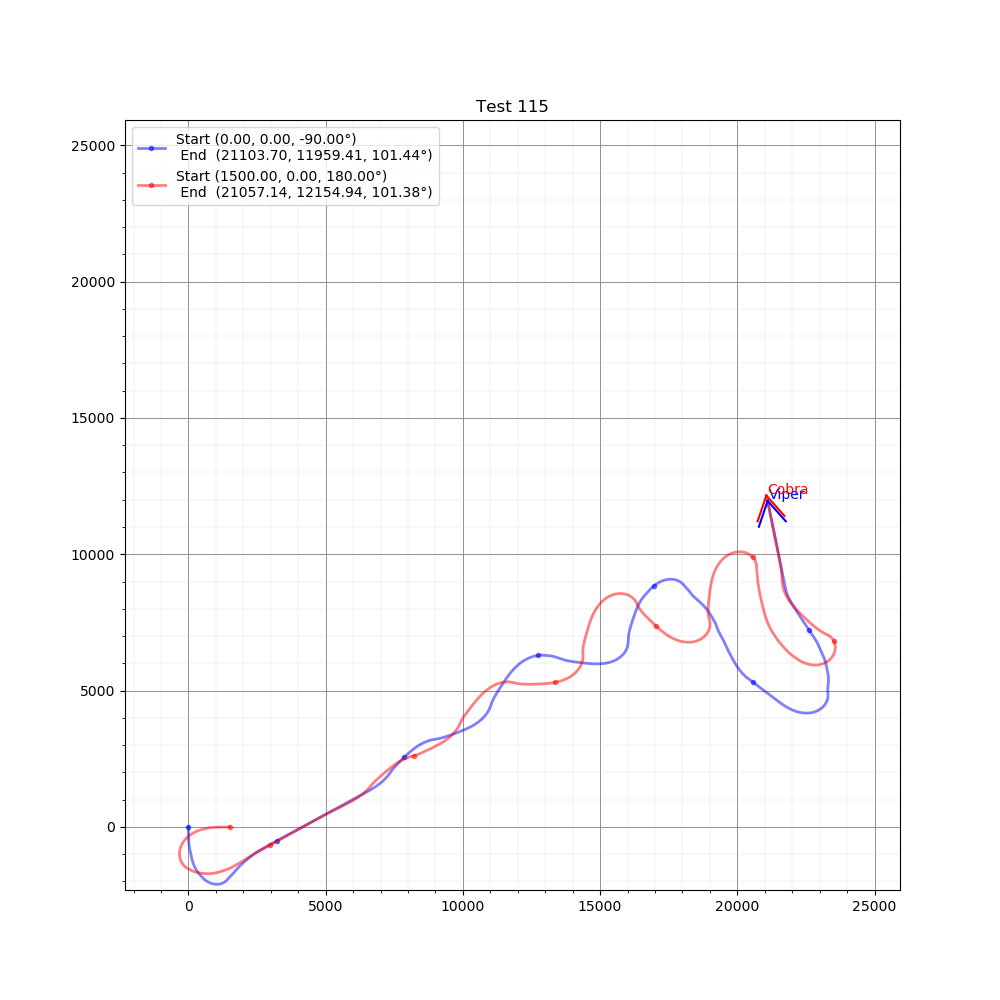 Test 115
Start (0.00, 0.00, -90.00°)
End (21103.70, 11959.41, 101.44°)
Start (1500.00, 0.00, 180.00°)
End (21057.14, 12154.94, 101.38°)
25000
20000
15000
10000
5000
0
Cobra
Viper
0
5000
10000
15000
20000
25000